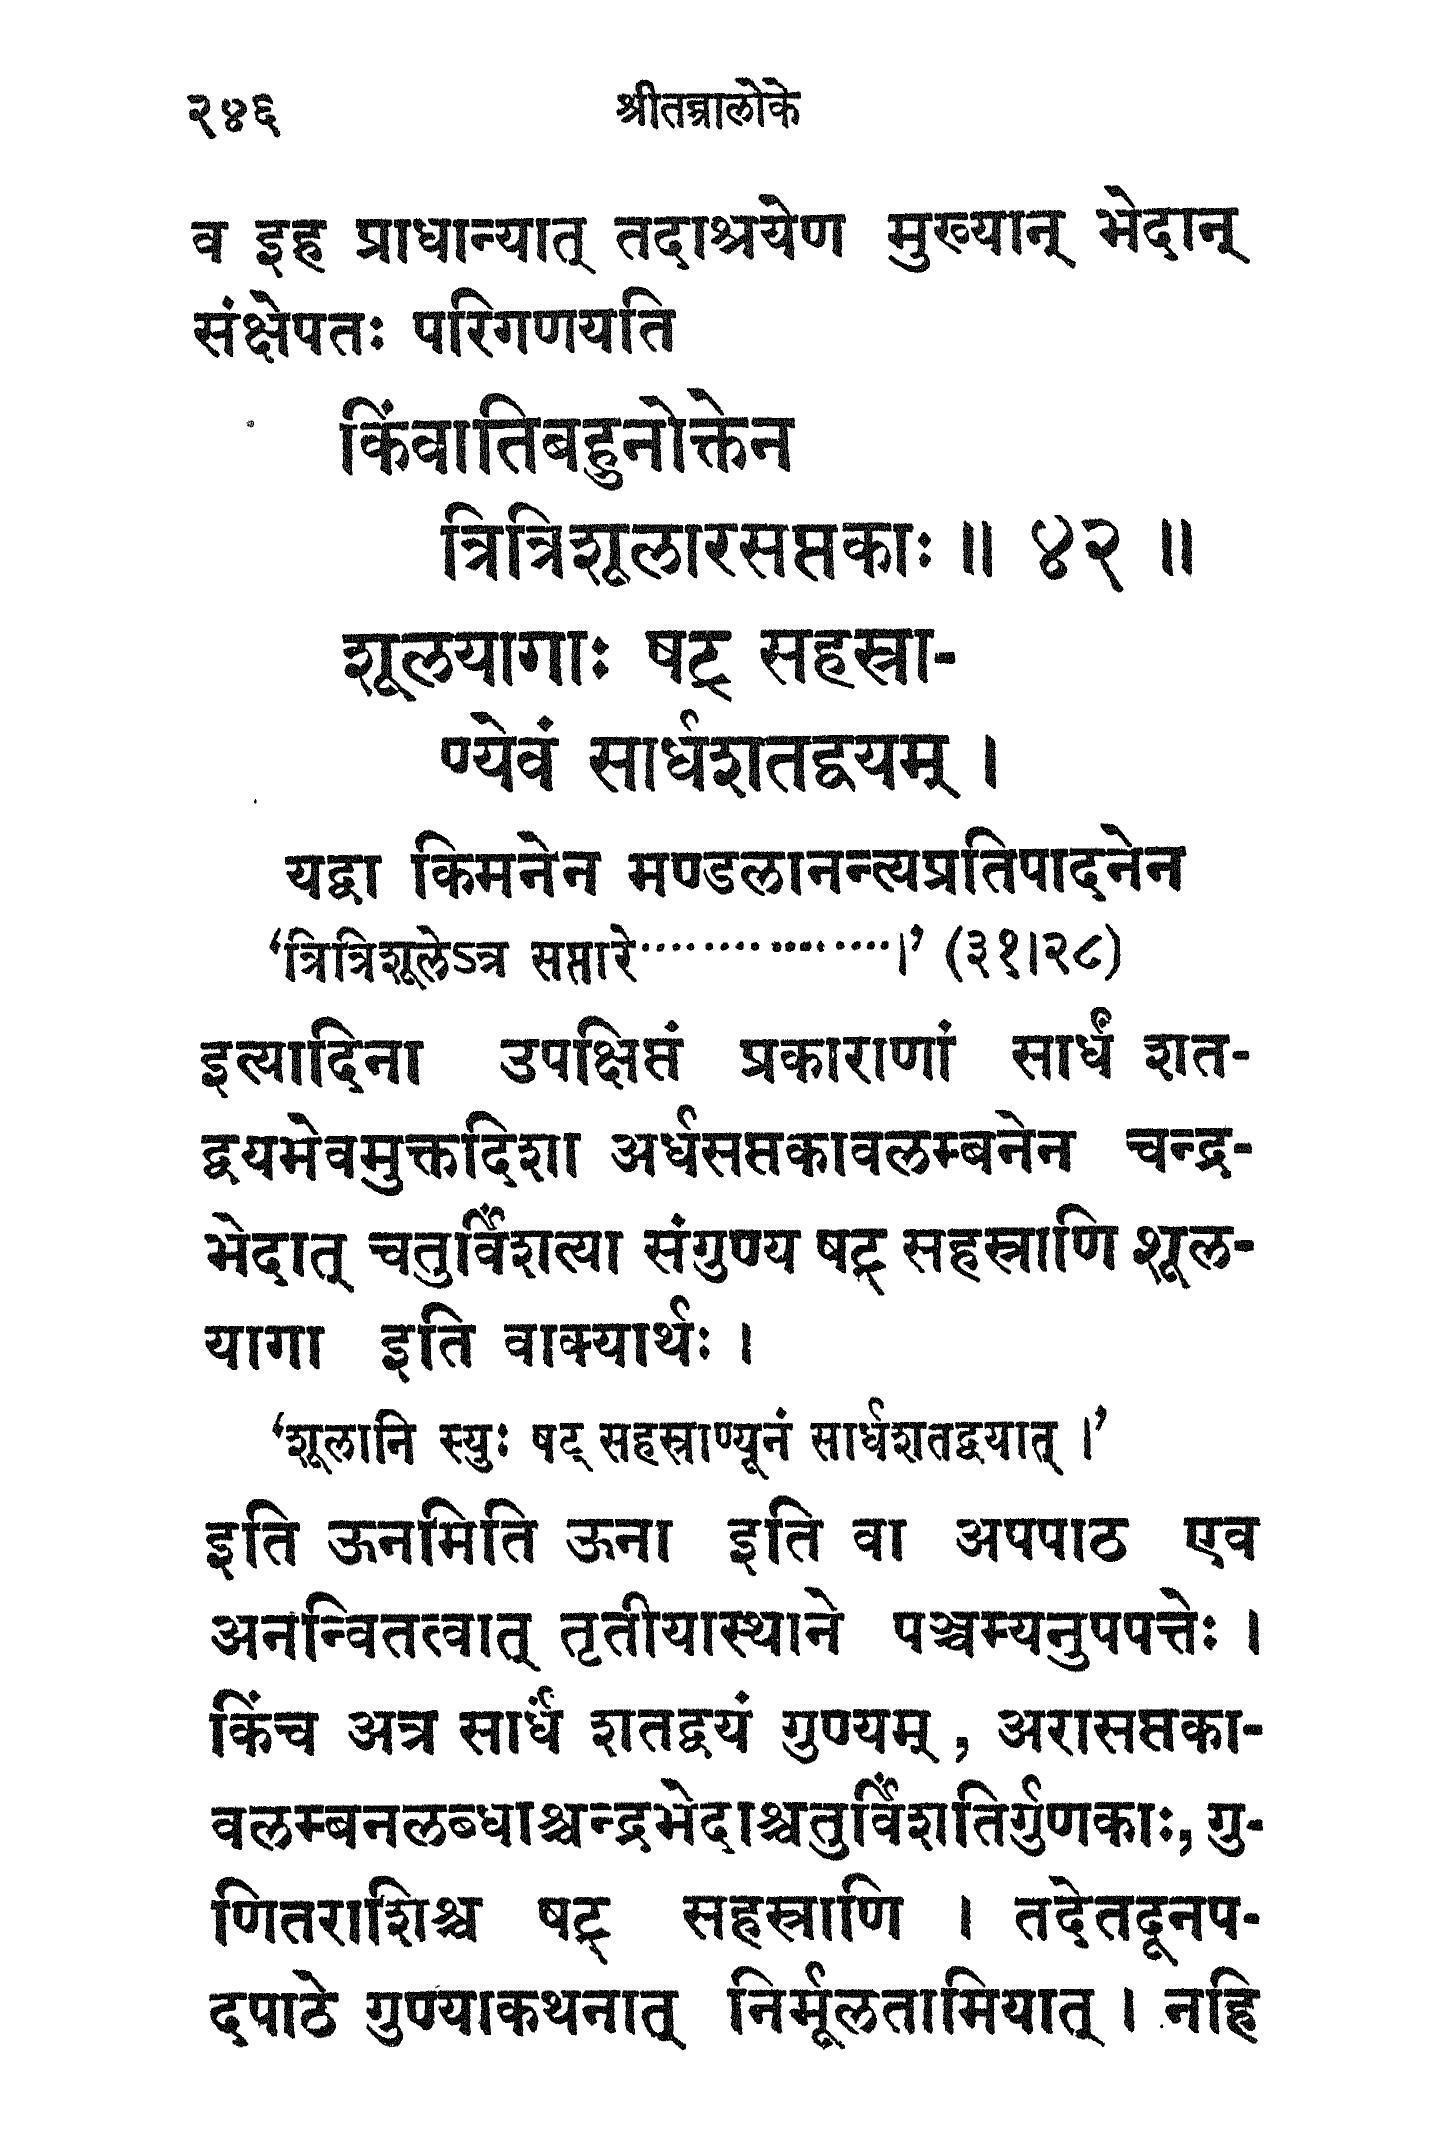 २४६ श्रीतन्त्रालोके
व इह प्राधान्यात् तदाश्रयेण मुख्यान् भेदान्
संक्षेपतः परिगणयति
किंवातिबहुनोक्तेन
त्रित्रिशूलारसप्तकाः ॥ ४२ ॥
शूलयागाः षट् सहस्रा-
ण्येवं सार्धशतद्वयम् ।
यद्वा किमनेन मण्डलानन्त्यप्रतिपादनेन
‘त्रित्रिशूलेऽत्र सप्तारे··················।’ (३१।२८)
इत्यादिना उपक्षिप्तं प्रकाराणां सार्धं शत-
द्वयमेवमुक्तदिशा अर्धसप्तकावलम्बनेन चन्द्र-
भेदात् चतुर्विंशत्या संगुण्य षट् सहस्राणि शूल-
यागा इति वाक्यार्थः ।
‘शूलानि स्युः षट् सहस्राण्यूनं सार्धशतद्वयात् ।’
इति ऊनमिति ऊना इति वा अपपाठ एव
अनन्वितत्वात् तृतीयास्थाने पञ्चम्यनुपपत्तेः ।
किंच अत्र सार्धं शतद्वयं गुण्यम् , अरासप्तका-
वलम्बनलब्धाश्चन्द्रभेदाश्चतुर्विंशतिर्गुणकाः, गु-
णितराशिश्च षट् सहस्राणि । तदेतदूनप-
दपाठे गुण्याकथनात् निर्मूलतामियात् । नहि